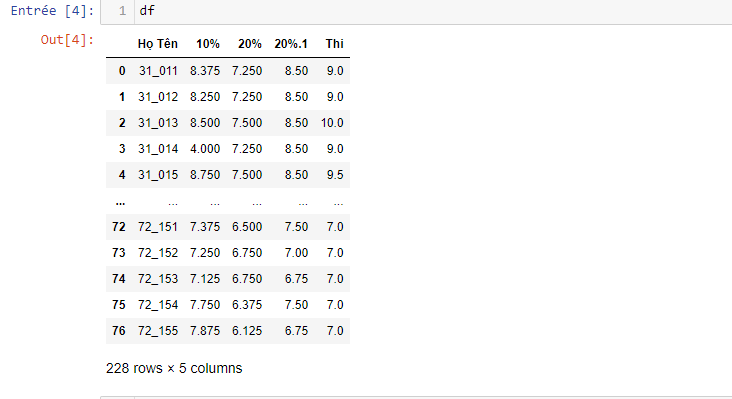 Entrée [4]: 1 df
Out[4]:
Họ Tên 10% 20% 20%.1 Thi
0 31_011 8.375 7.250 8.50 9.0
1 31_012 8.250 7.250 8.50 9.0
2 31_013 8.500 7.500 8.50 10.0
3 31_014 4.000 7.250 8.50 9.0
4 31_015 8.750 7.500 8.50 9.5
... ... ... ... ... ...
72 72_151 7.375 6.500 7.50 7.0
73 72_152 7.250 6.750 7.00 7.0
74 72_153 7.125 6.750 6.75 7.0
75 72_154 7.750 6.375 7.50 7.0
76 72_155 7.875 6.125 6.75 7.0
228 rows × 5 columns